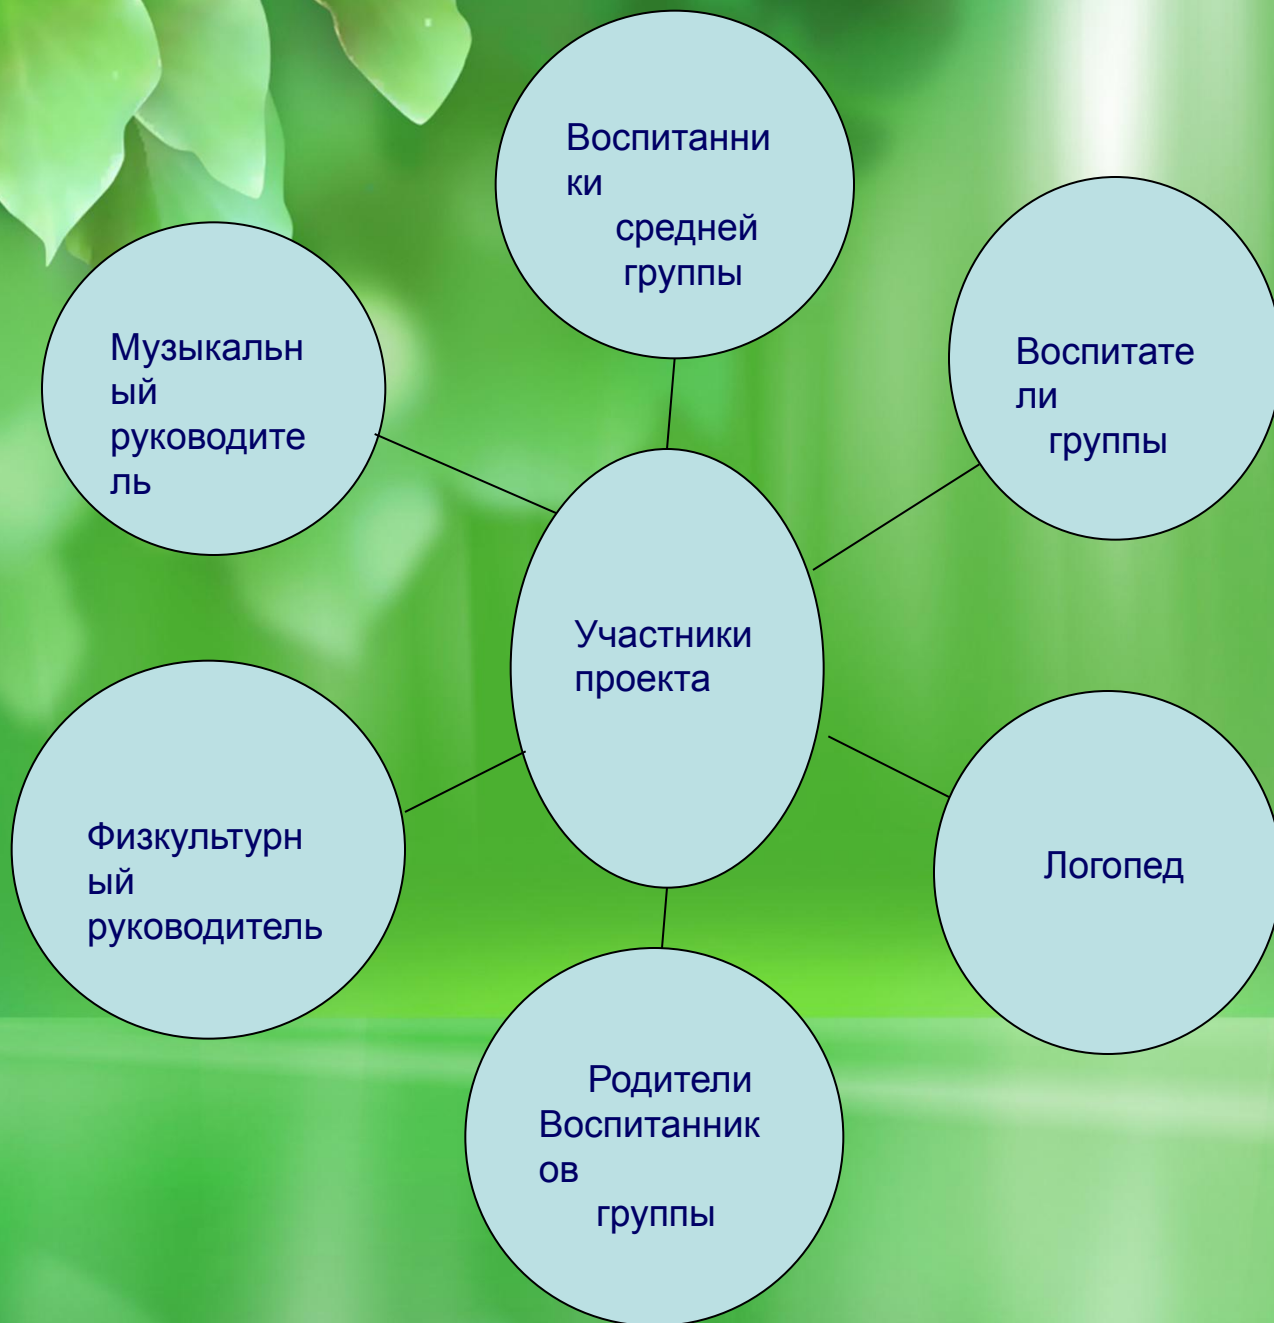 Воспитанни
ки
средней
группы
Музыкальн
ый
руководите
ль
Воспитате
ли
группы
Участники
проекта
Физкультурн
ый
руководитель
Логопед
Родители
Воспитанник
ов
группы